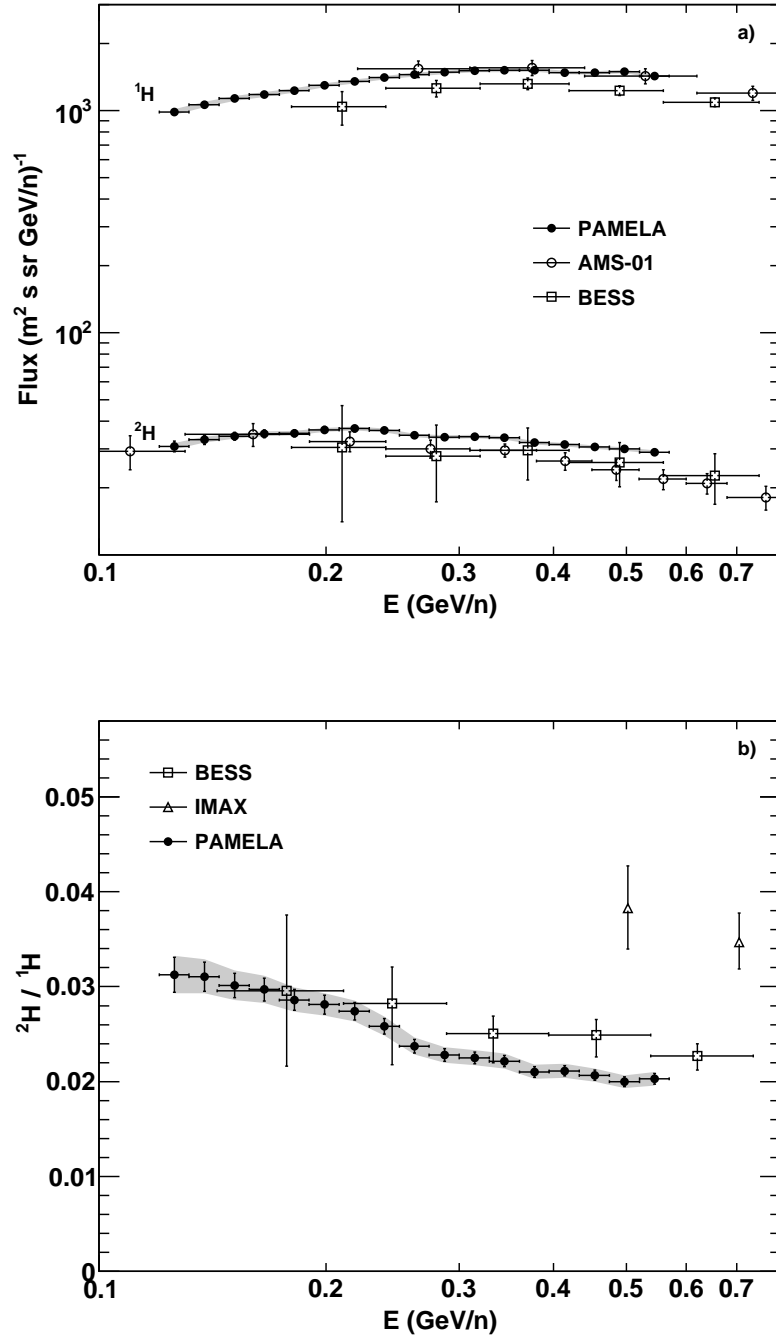 a)
10³
¹H
Flux (m² s sr GeV/n)⁻¹
PAMELA
AMS-01
BESS
10²
²H
0.1 0.2 0.3 0.4 0.5 0.6 0.7
E (GeV/n)
b)
BESS
IMAX
PAMELA
0.05
0.04
0.03
0.02
0.01
0
²H / ¹H
0.1 0.2 0.3 0.4 0.5 0.6 0.7
E (GeV/n)